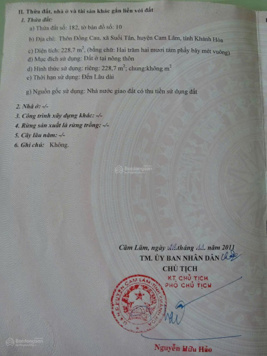 II. Thửa đất, nhà ở và tài sản khác gắn liền với đất
1. Thửa đất:
a) Thửa đất số: 182, tờ bản đồ số: 10
b) Địa chỉ: Thôn Đồng Cau, xã Suối Tân, huyện Cam Lâm, tỉnh Khánh Hòa
c) Diện tích: 228,7 m², (bằng chữ: Hai trăm hai mươi tám phẩy bảy mét vuông)
d) Mục đích sử dụng: Đất ở tại nông thôn
đ) Hình thức sử dụng: riêng: 228,7 m²; chung: không m²
e) Thời hạn sử dụng: Đến Lâu dài
g) Nguồn gốc sử dụng: Nhà nước giao đất có thu tiền sử dụng đất
2. Nhà ở: -/-
3. Công trình xây dựng khác: -/-
4. Rừng sản xuất là rừng trồng: -/-
5. Cây lâu năm: -/-
6. Ghi chú: Không.
Batdongsan
Cam Lâm, ngày tháng năm 2011
TM. ỦY BAN NHÂN DÂN
CHỦ TỊCH
KT. CHỦ TỊCH
PHÓ CHỦ TỊCH
Nguyễn Hữu Hảo